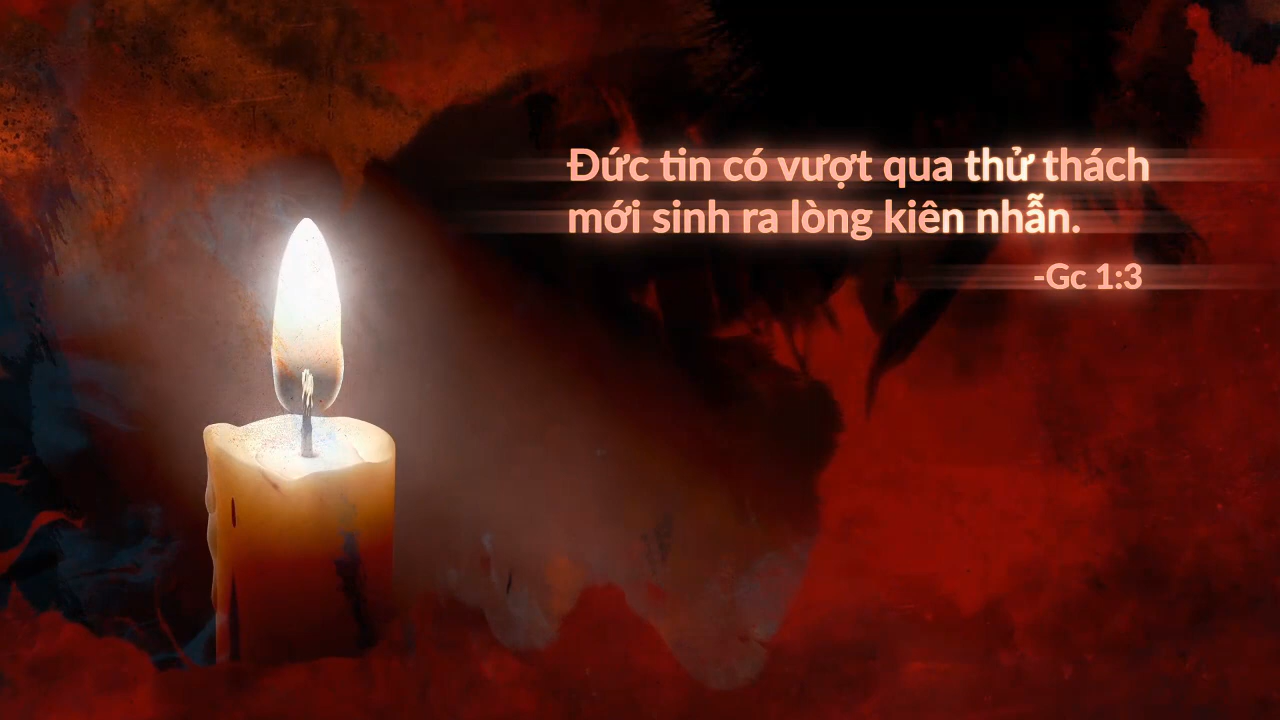 Đức tin có vượt qua thử thách
mới sinh ra lòng kiên nhẫn.
-Gc 1:3